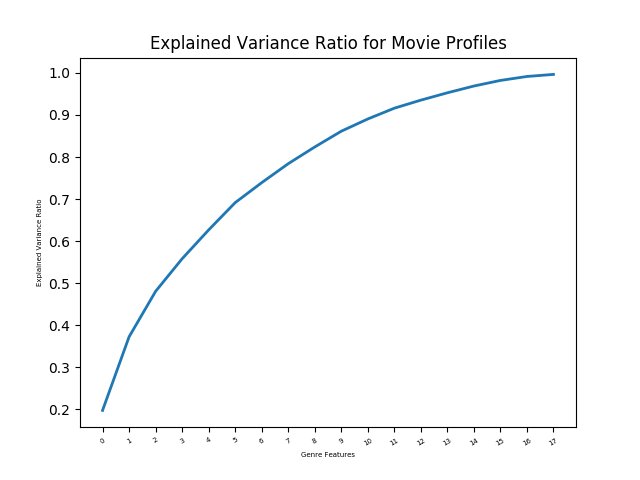 Explained Variance Ratio for Movie Profiles
1.0
0.9
0.8
0.7
0.6
0.5
0.4
0.3
0.2
Explained Variance Ratio
0 1 2 3 4 5 6 7 8 9 10 11 12 13 14 15 16 17
Genre Features